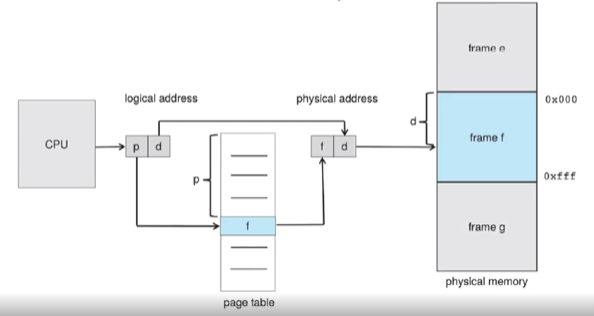 frame e
logical address
physical address
0x000
d
CPU
p d
f d
frame f
p
0xfff
f
frame g
physical memory
page table